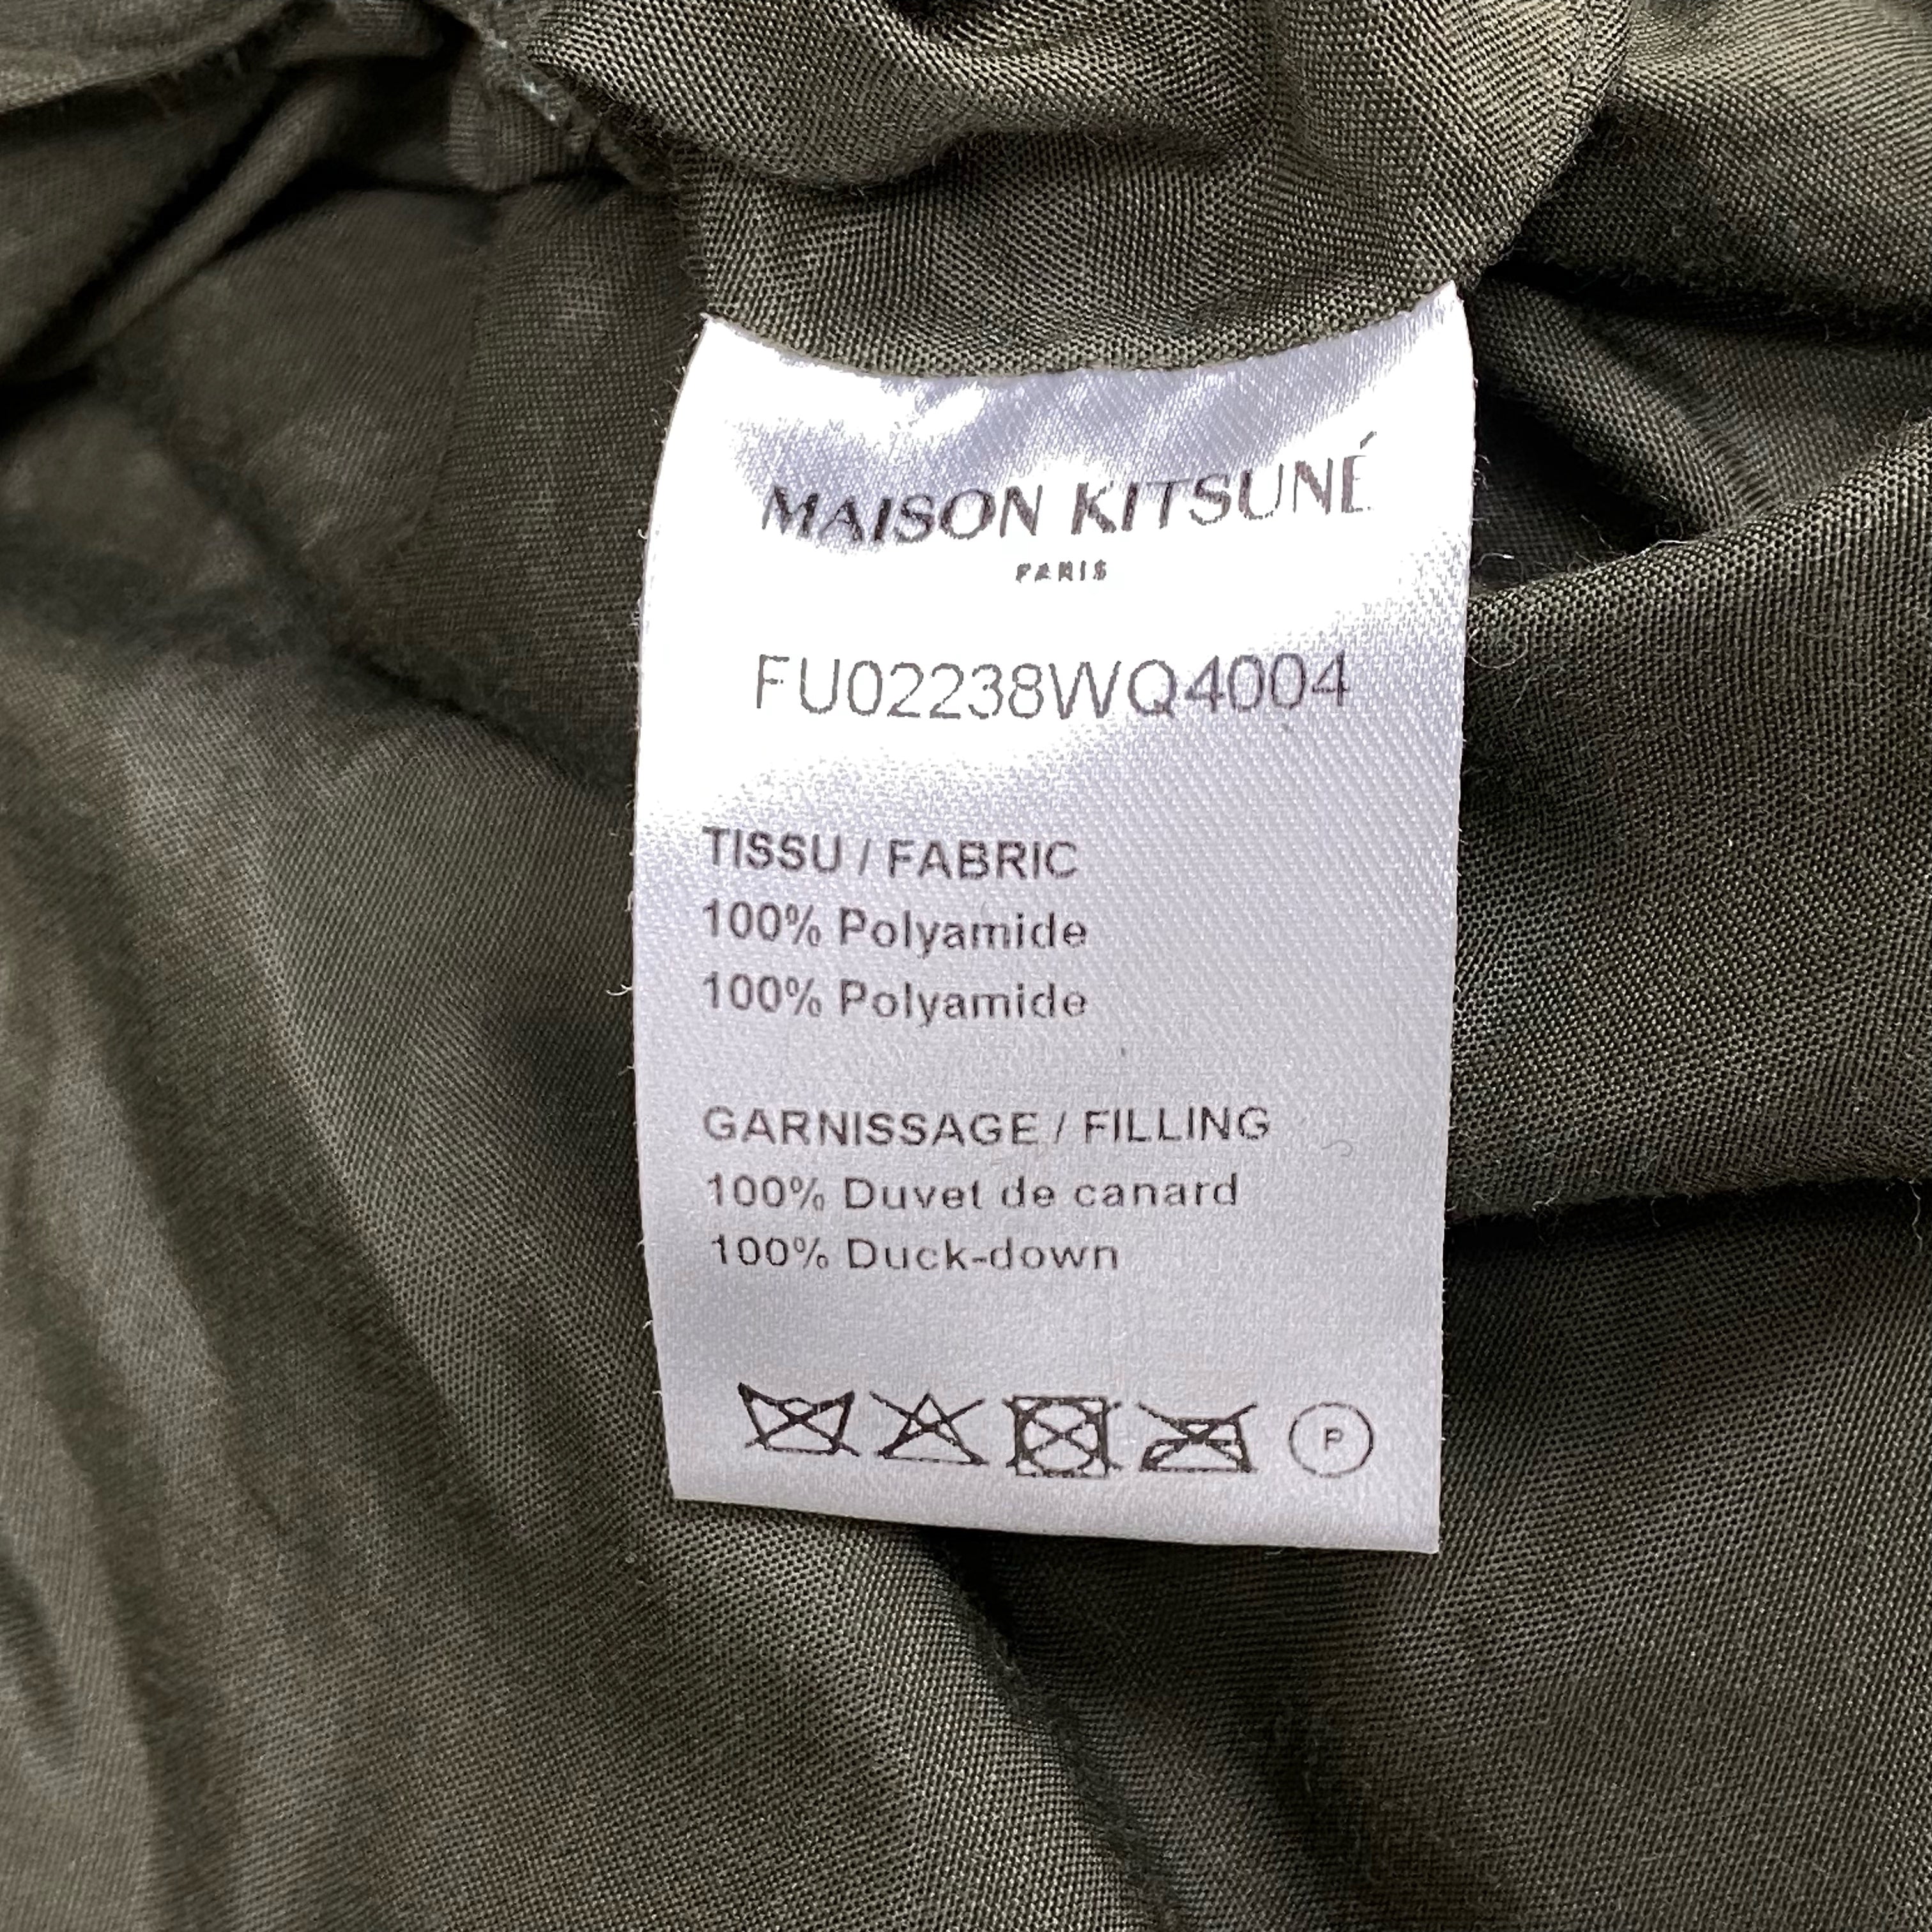 MAISON KITSUNÉ
PARIS
FU02238WQ4004
TISSU / FABRIC
100% Polyamide
100% Polyamide
GARNISSAGE / FILLING
100% Duvet de canard
100% Duck-down
P